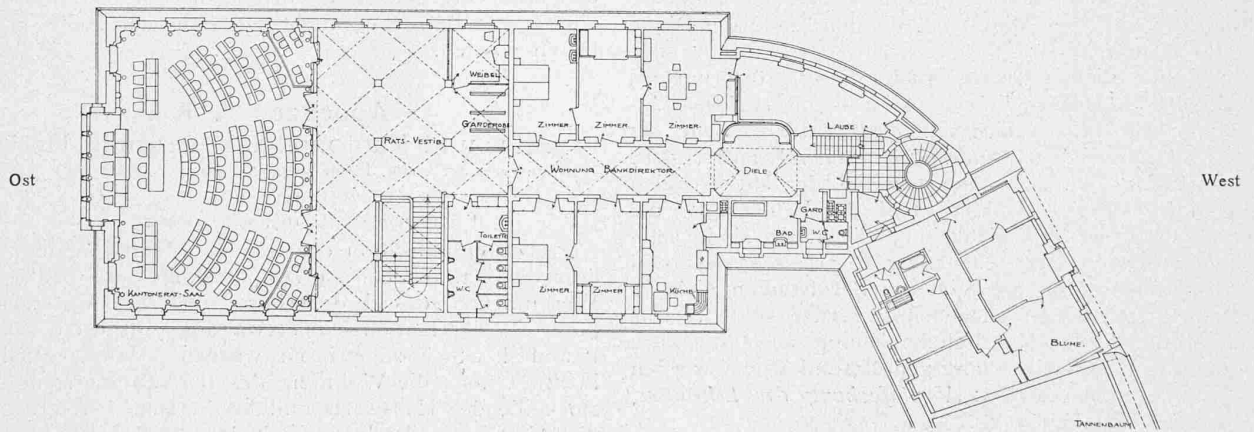 Ost
West
WEIBEL
GARDEROBE
RATS-VESTIB.
ZIMMER.
ZIMMER.
ZIMMER.
LAUBE
WOHNUNG BANKDIREKTOR
DIELE
GARD
TOILETTE
BAD.
W.C
W.C
KANTONSRAT-SAAL
ZIMMER.
ZIMMER
KÜCHE
BLUME.
TANNENBAUM